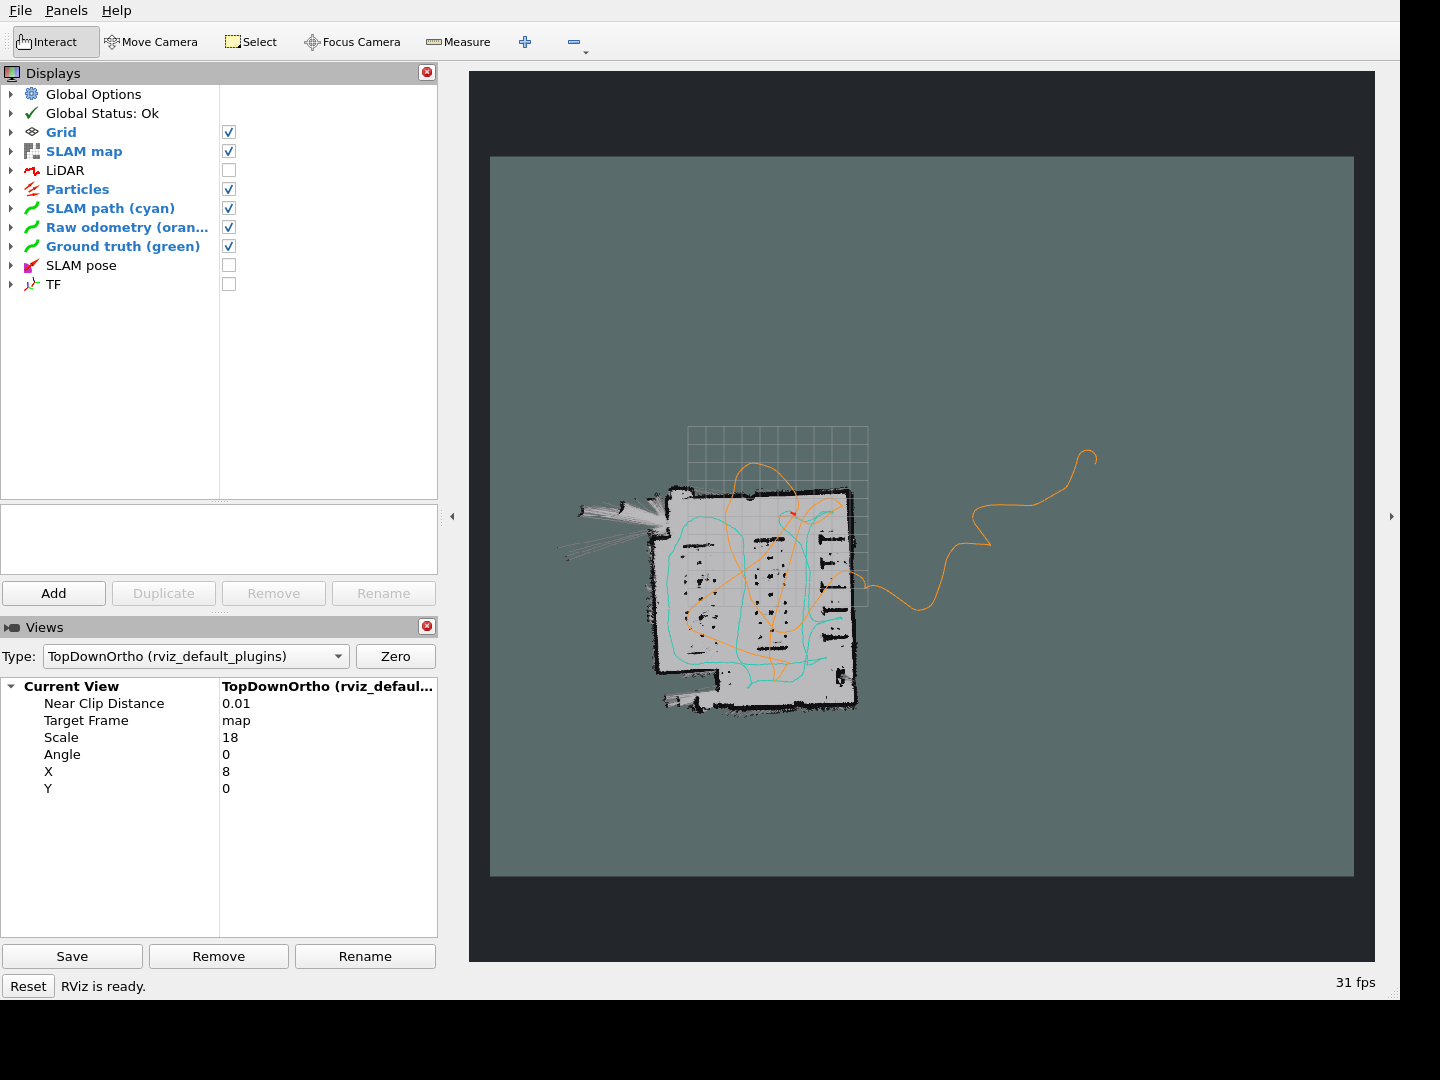 File Panels Help
Interact Move Camera Select Focus Camera Measure
Displays
Global Options
Global Status: Ok
Grid
SLAM map
LiDAR
Particles
SLAM path (cyan)
Raw odometry (oran...
Ground truth (green)
SLAM pose
TF
Add Duplicate Remove Rename
Views
Type: TopDownOrtho (rviz_default_plugins) Zero
Current View TopDownOrtho (rviz_defaul...
Near Clip Distance 0.01
Target Frame map
Scale 18
Angle 0
X 8
Y 0
Save Remove Rename
Reset RViz is ready. 31 fps